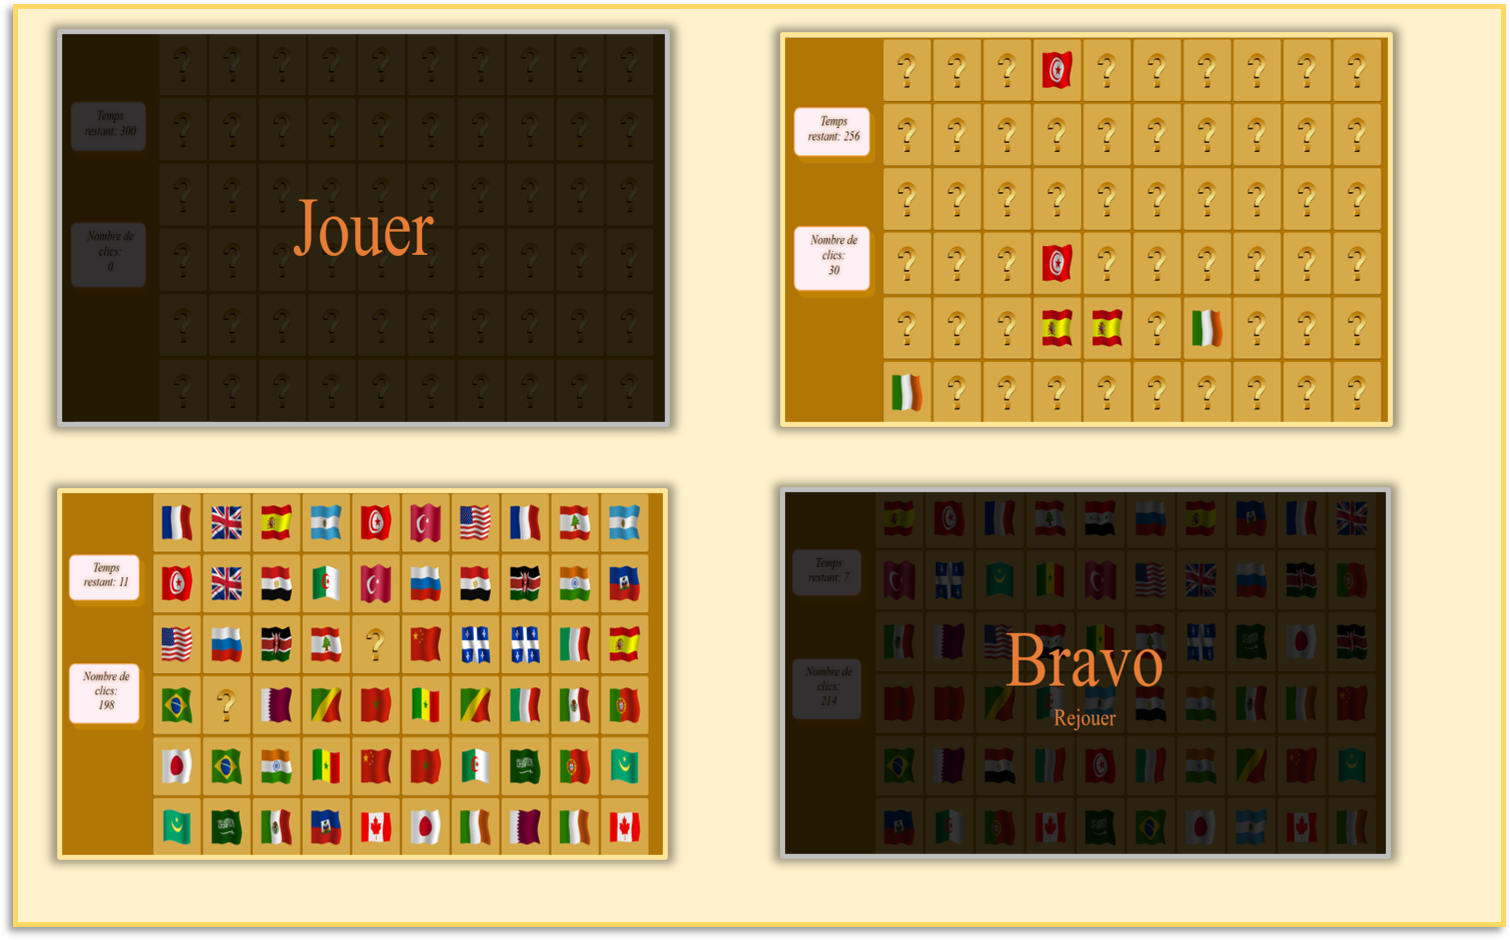 Temps
restant: 300
Nombre de
clics:
0
Jouer
Temps
restant: 256
Nombre de
clics:
30
Temps
restant: 11
Nombre de
clics:
198
Temps
restant: 7
Nombre de
clics:
214
Bravo
Rejouer